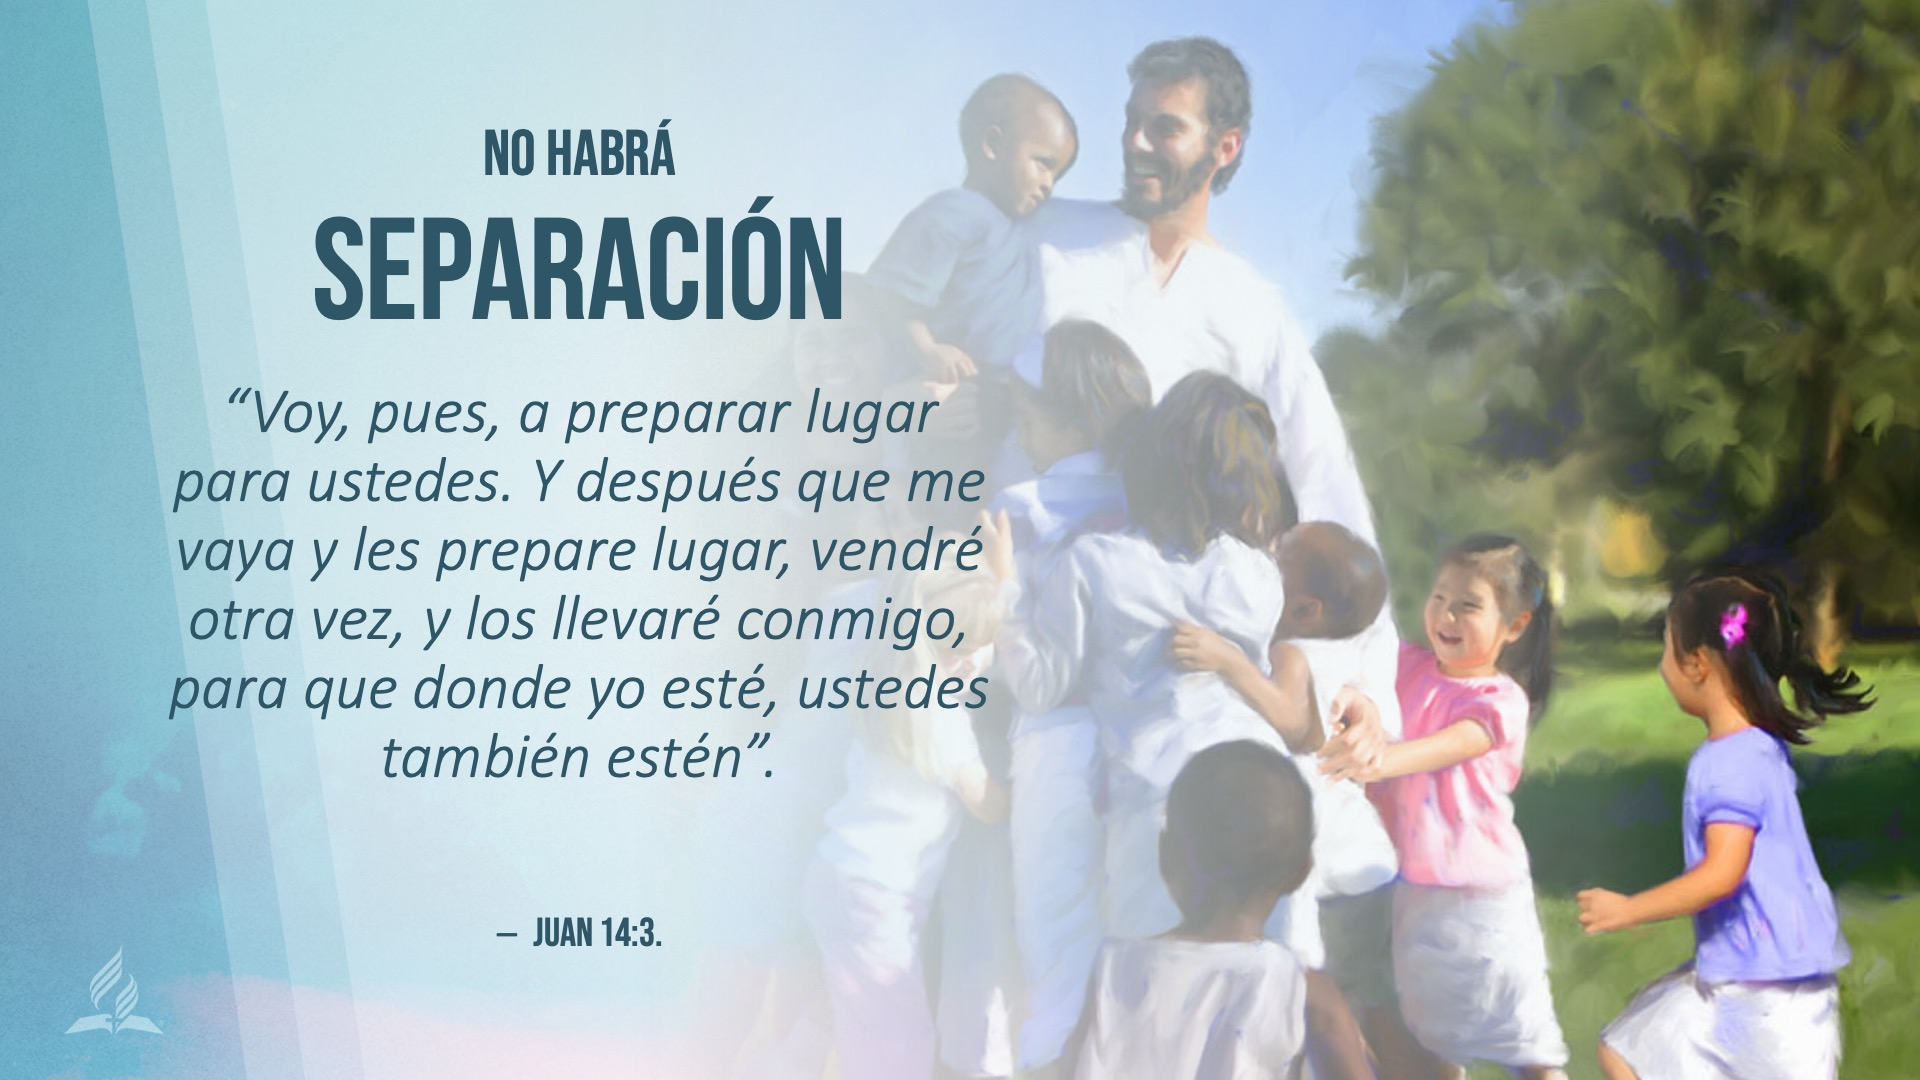 NO HABRÁ
SEPARACIÓN
“Voy, pues, a preparar lugar
para ustedes. Y después que me
vaya y les prepare lugar, vendré
otra vez, y los llevaré conmigo,
para que donde yo esté, ustedes
también estén”.
– JUAN 14:3.